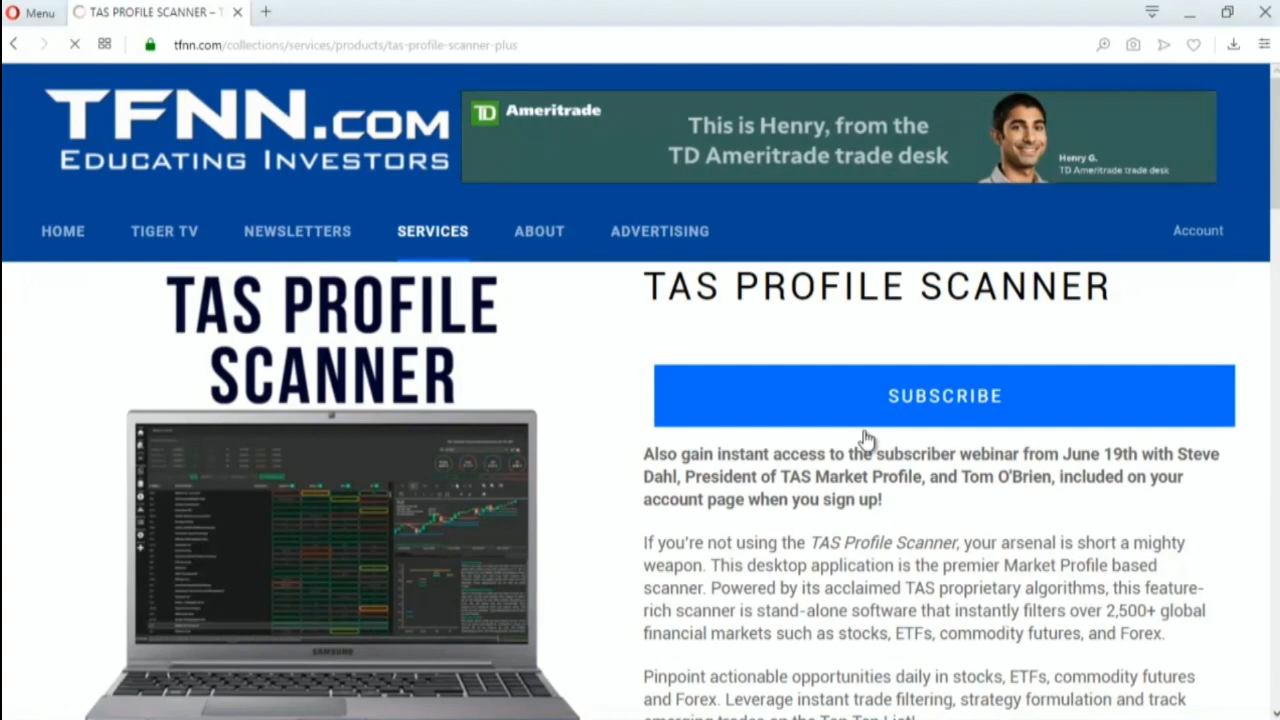 Menu
TAS PROFILE SCANNER –
tfnn.com/collections/services/products/tas-profile-scanner-plus
TFNN.COM
EDUCATING INVESTORS
TD Ameritrade
This is Henry, from the
TD Ameritrade trade desk
Henry G.
TD Ameritrade trade desk
HOME TIGER TV NEWSLETTERS SERVICES ABOUT ADVERTISING Account
TAS PROFILE
SCANNER
SAMSUNG
TAS PROFILE SCANNER
SUBSCRIBE
Also gain instant access to the subscriber webinar from June 19th with Steve
Dahl, President of TAS Market Profile, and Tom O'Brien, included on your
account page when you sign up!
If you're not using the TAS Profile Scanner, your arsenal is short a mighty
weapon. This desktop application is the premier Market Profile based
scanner. Powered by its acclaimed TAS proprietary algorithms, this feature-
rich scanner is stand-alone software that instantly filters over 2,500+ global
financial markets such as stocks, ETFs, commodity futures, and Forex.
Pinpoint actionable opportunities daily in stocks, ETFs, commodity futures
and Forex. Leverage instant trade filtering, strategy formulation and track
emerging trades on the Top Ten List!